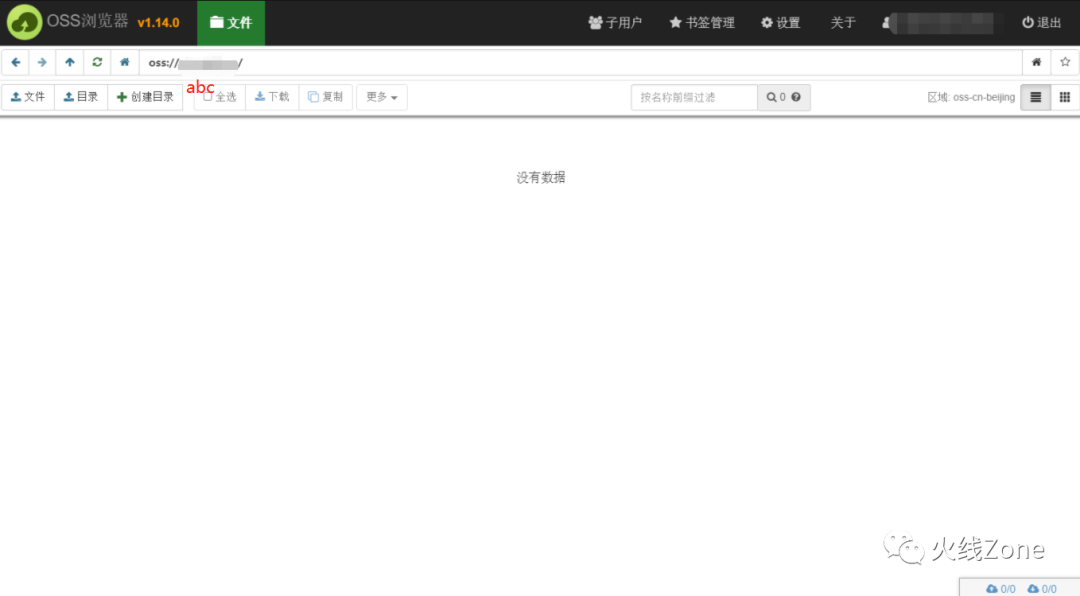 OSS浏览器 v1.14.0 文件 子用户 书签管理 设置 关于 退出
oss:// /
abc
文件 目录 创建目录 全选 下载 复制 更多 按名称前缀过滤 0 区域: oss-cn-beijing
没有数据
火线Zone
0/0 0/0